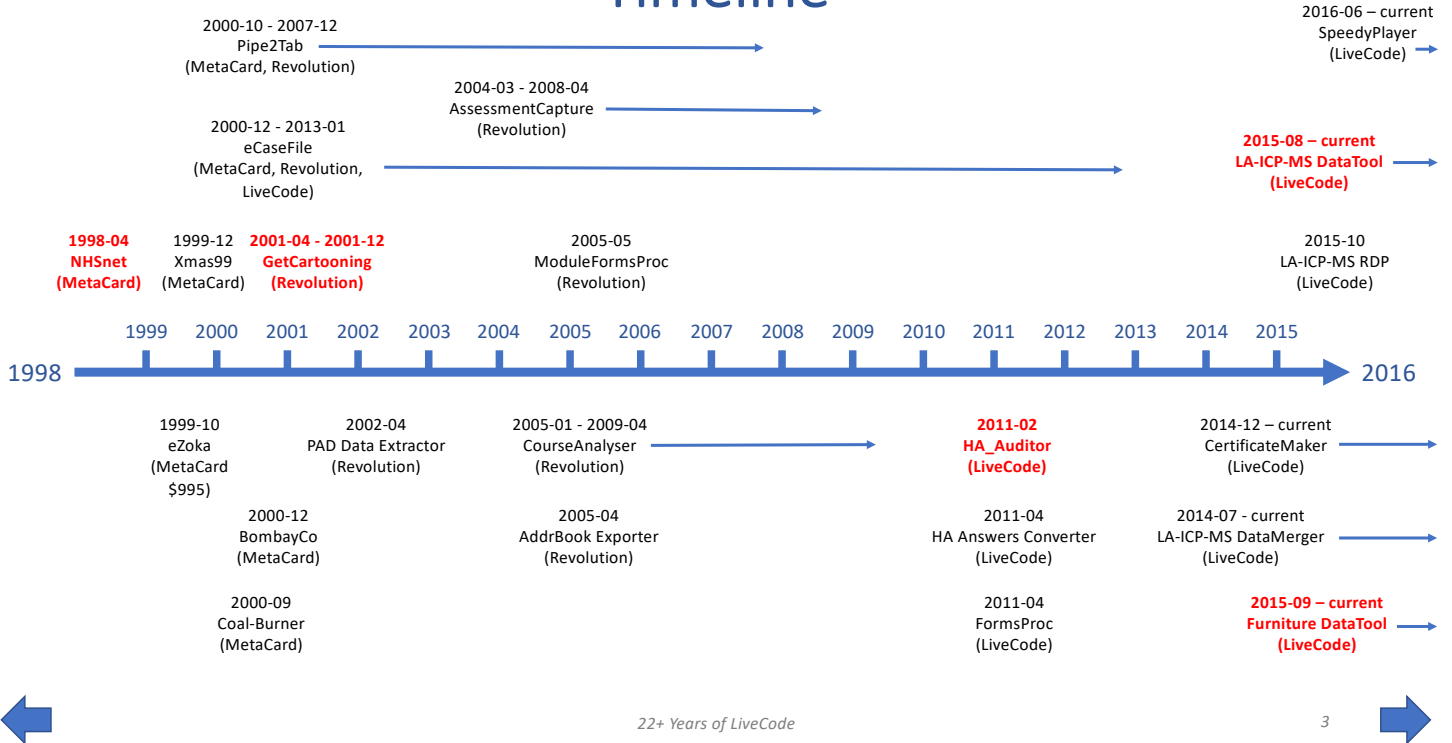 Timeline
2000-10 - 2007-12
Pipe2Tab
(MetaCard, Revolution)
2016-06 – current
SpeedyPlayer
(LiveCode)
2004-03 - 2008-04
AssessmentCapture
(Revolution)
2000-12 - 2013-01
eCaseFile
(MetaCard, Revolution,
LiveCode)
2015-08 – current
LA-ICP-MS DataTool
(LiveCode)
1998-04
NHSnet
(MetaCard)
1999-12
Xmas99
(MetaCard)
2001-04 - 2001-12
GetCartooning
(Revolution)
2005-05
ModuleFormsProc
(Revolution)
2015-10
LA-ICP-MS RDP
(LiveCode)
1999 2000 2001 2002 2003 2004 2005 2006 2007 2008 2009 2010 2011 2012 2013 2014 2015
1998 2016
1999-10
eZoka
(MetaCard
$995)
2002-04
PAD Data Extractor
(Revolution)
2005-01 - 2009-04
CourseAnalyser
(Revolution)
2011-02
HA_Auditor
(LiveCode)
2014-12 – current
CertificateMaker
(LiveCode)
2000-12
BombayCo
(MetaCard)
2005-04
AddrBook Exporter
(Revolution)
2011-04
HA Answers Converter
(LiveCode)
2014-07 - current
LA-ICP-MS DataMerger
(LiveCode)
2000-09
Coal-Burner
(MetaCard)
2011-04
FormsProc
(LiveCode)
2015-09 – current
Furniture DataTool
(LiveCode)
22+ Years of LiveCode
3